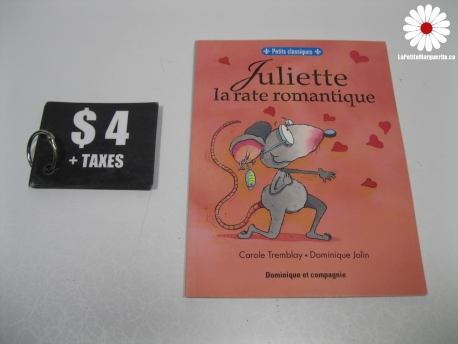 LaPetiteMarguerite.ca
$ 4
+ TAXES
Petits classiques
Juliette
la rate romantique
Carole Tremblay • Dominique Jolin
Dominique et compagnie